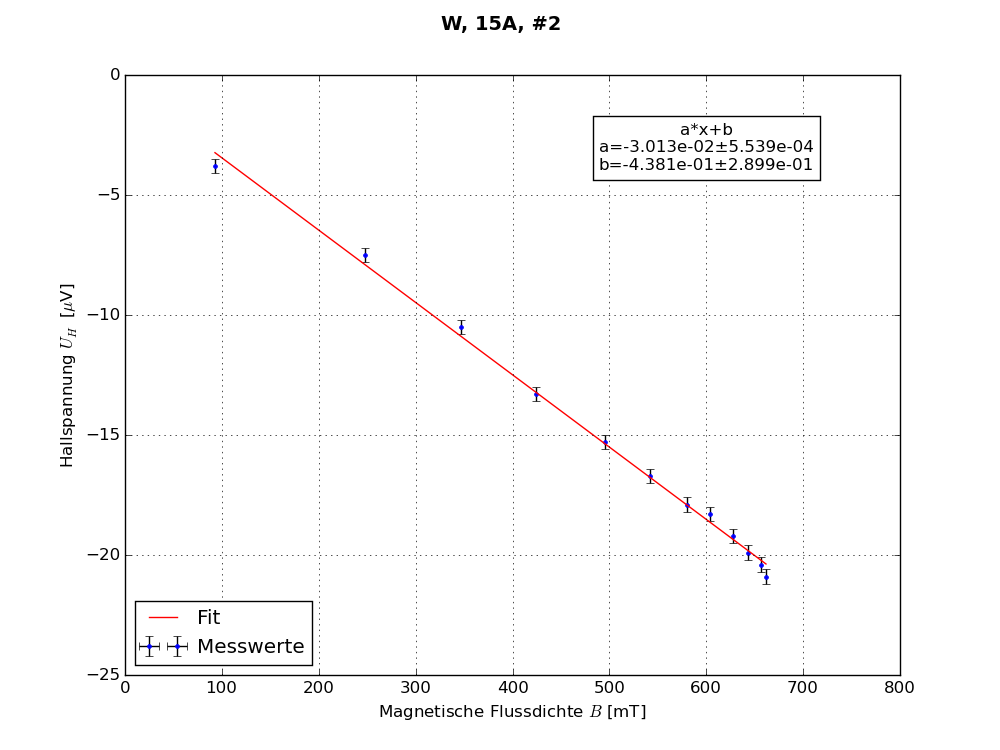 W, 15A, #2
a*x+b
a=-3.013e-02±5.539e-04
b=-4.381e-01±2.899e-01
0
−5
−10
−15
−20
−25
Hallspannung U_H [μV]
Fit
Messwerte
0 100 200 300 400 500 600 700 800
Magnetische Flussdichte B [mT]